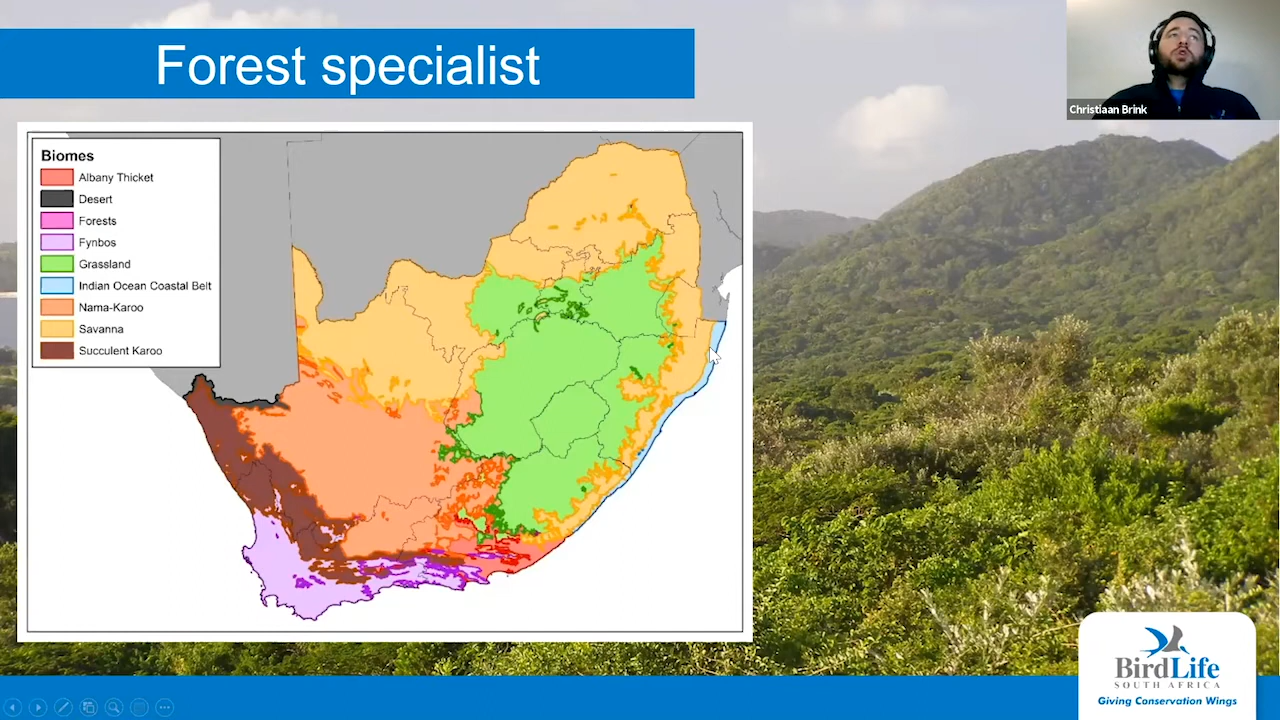 Forest specialist
Christiaan Brink
Biomes
Albany Thicket
Desert
Forests
Fynbos
Grassland
Indian Ocean Coastal Belt
Nama-Karoo
Savanna
Succulent Karoo
BirdLife
SOUTH AFRICA
Giving Conservation Wings